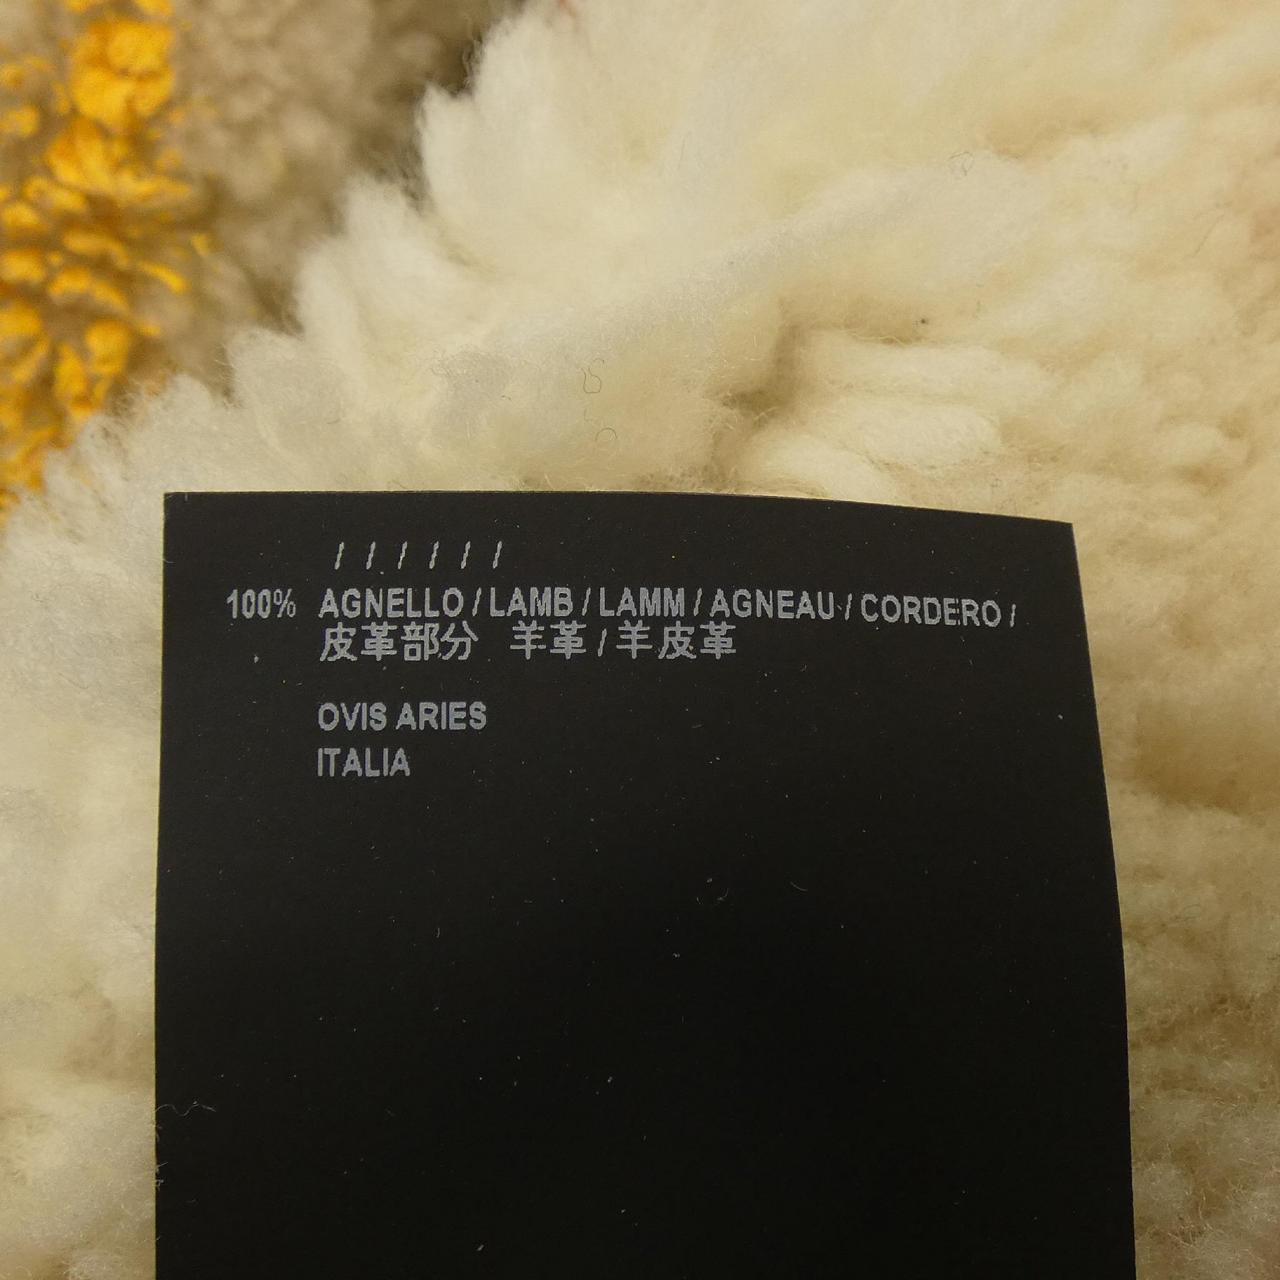 / / / / / /
100% AGNELLO / LAMB / LAMM / AGNEAU / CORDERO /
皮革部分 羊革 / 羊皮革
OVIS ARIES
ITALIA